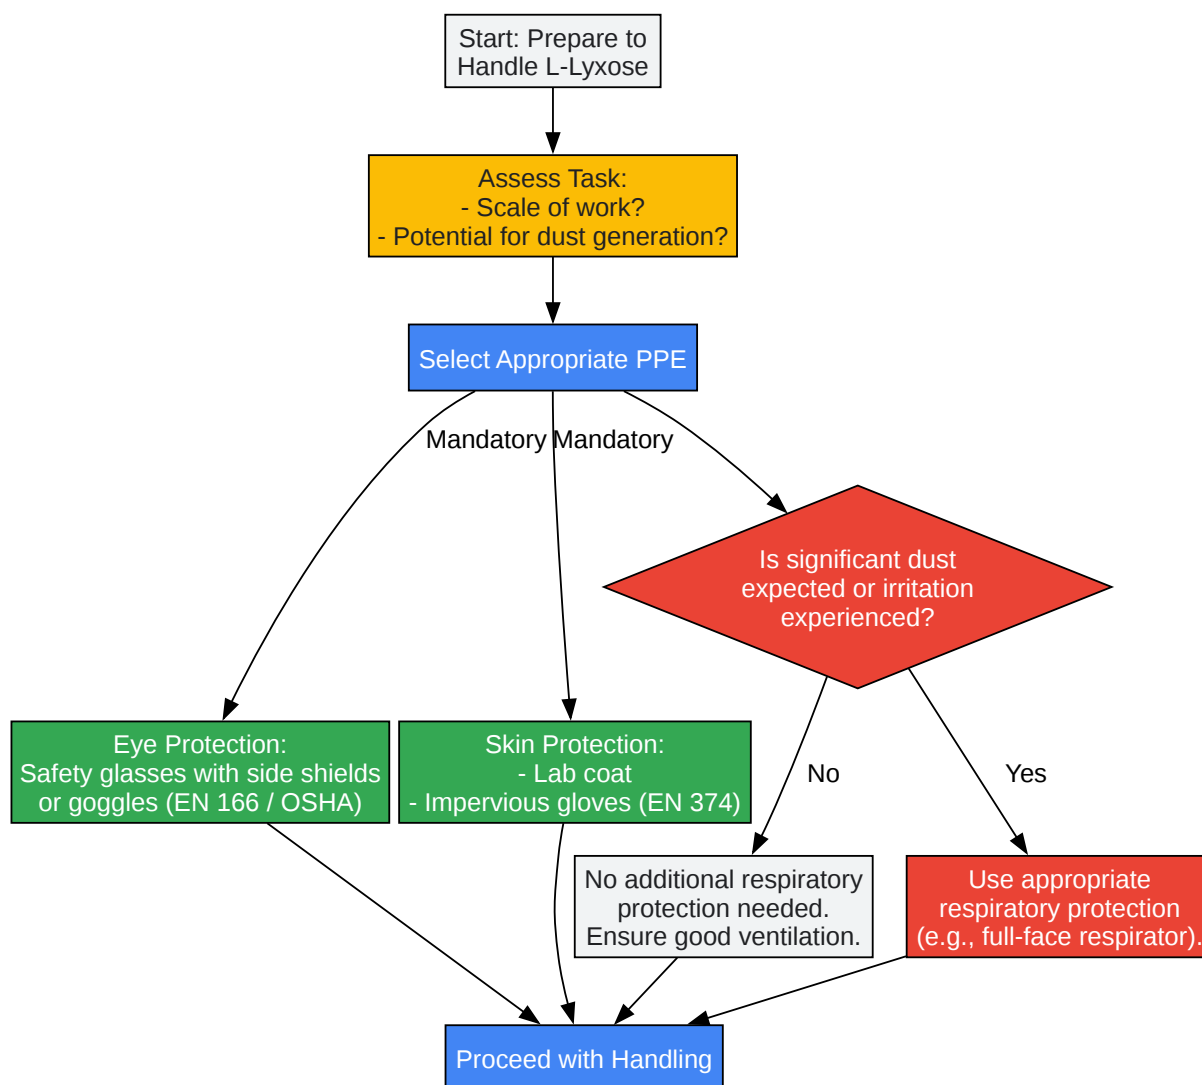 Start: Prepare to
Handle L-Lyxose
Assess Task:
- Scale of work?
- Potential for dust generation?
Select Appropriate PPE
Mandatory
Mandatory
Is significant dust
expected or irritation
experienced?
Eye Protection:
Safety glasses with side shields
or goggles (EN 166 / OSHA)
Skin Protection:
- Lab coat
- Impervious gloves (EN 374)
No
Yes
No additional respiratory
protection needed.
Ensure good ventilation.
Use appropriate
respiratory protection
(e.g., full-face respirator).
Proceed with Handling